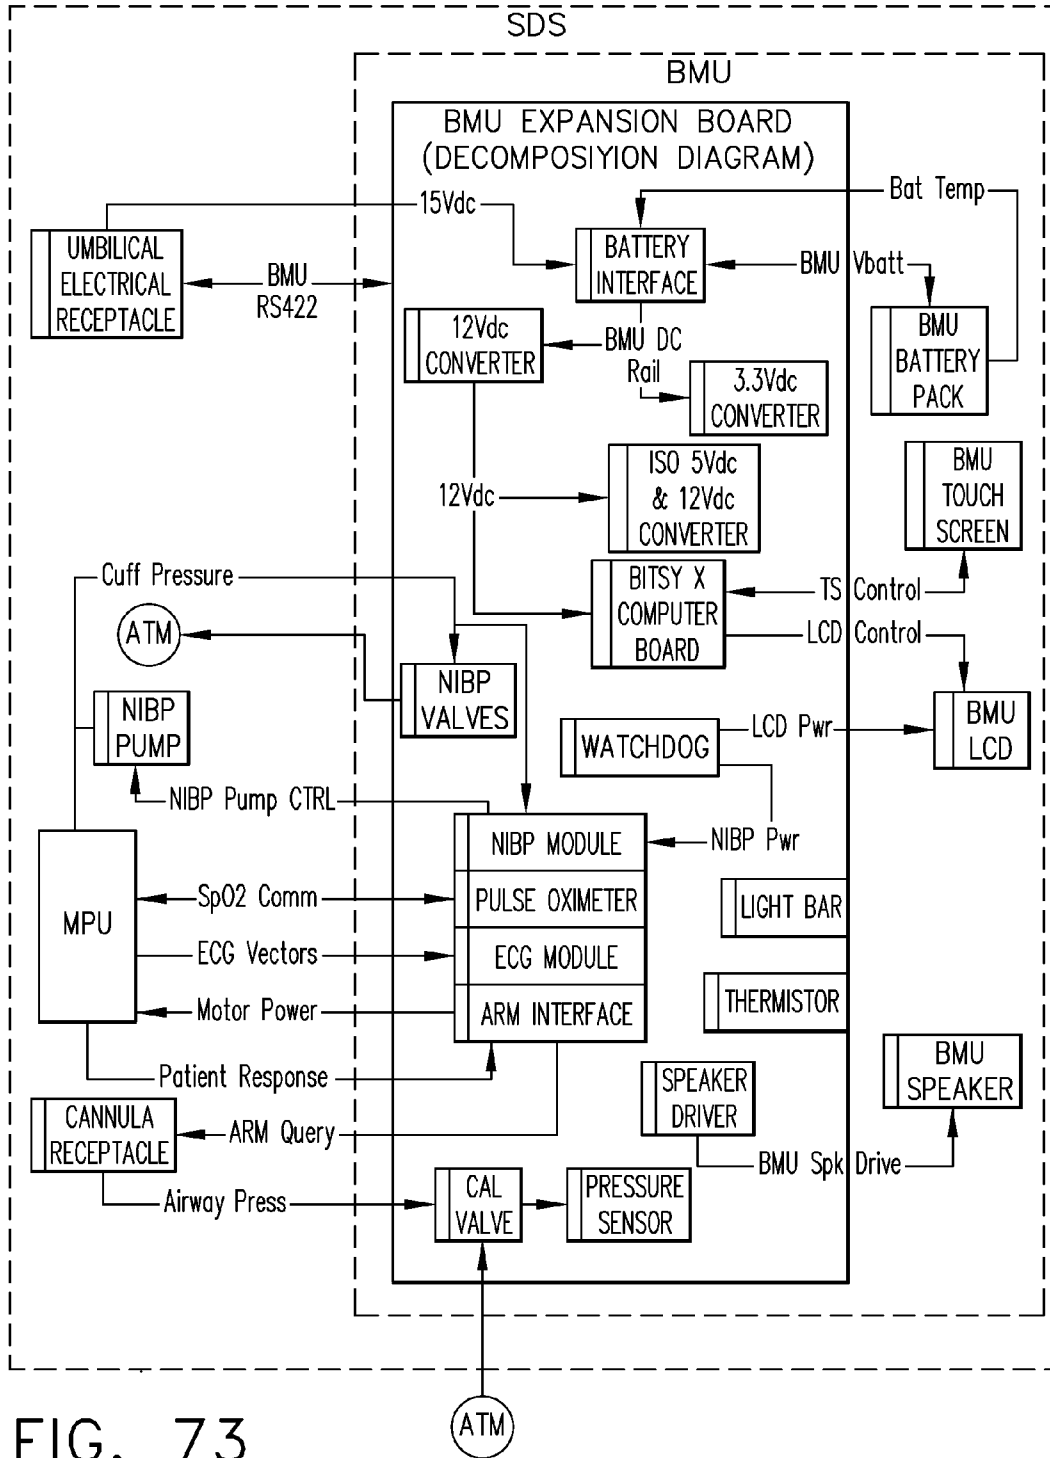 SDS
BMU
BMU EXPANSION BOARD
(DECOMPOSIYION DIAGRAM)
15Vdc
Bat Temp
UMBILICAL
ELECTRICAL
RECEPTACLE
BMU
RS422
BATTERY
INTERFACE
BMU Vbatt
12Vdc
CONVERTER
BMU DC
Rail
BMU
BATTERY
PACK
3.3Vdc
CONVERTER
12Vdc
ISO 5Vdc
& 12Vdc
CONVERTER
BMU
TOUCH
SCREEN
Cuff Pressure
BITSY X
COMPUTER
BOARD
TS Control
LCD Control
ATM
NIBP
VALVES
NIBP
PUMP
WATCHDOG
LCD Pwr
BMU
LCD
NIBP Pump CTRL
NIBP Pwr
MPU
NIBP MODULE
SpO2 Comm
PULSE OXIMETER
LIGHT BAR
ECG Vectors
ECG MODULE
Motor Power
ARM INTERFACE
THERMISTOR
Patient Response
SPEAKER
DRIVER
BMU
SPEAKER
CANNULA
RECEPTACLE
ARM Query
BMU Spk Drive
Airway Press
CAL
VALVE
PRESSURE
SENSOR
ATM
FIG. 73